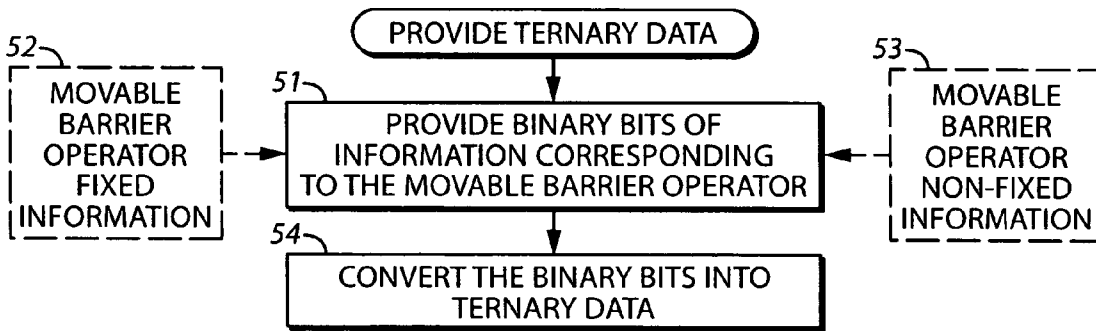 PROVIDE TERNARY DATA
52
MOVABLE
BARRIER
OPERATOR
FIXED
INFORMATION
51
PROVIDE BINARY BITS OF
INFORMATION CORRESPONDING
TO THE MOVABLE BARRIER OPERATOR
53
MOVABLE
BARRIER
OPERATOR
NON-FIXED
INFORMATION
54
CONVERT THE BINARY BITS INTO
TERNARY DATA